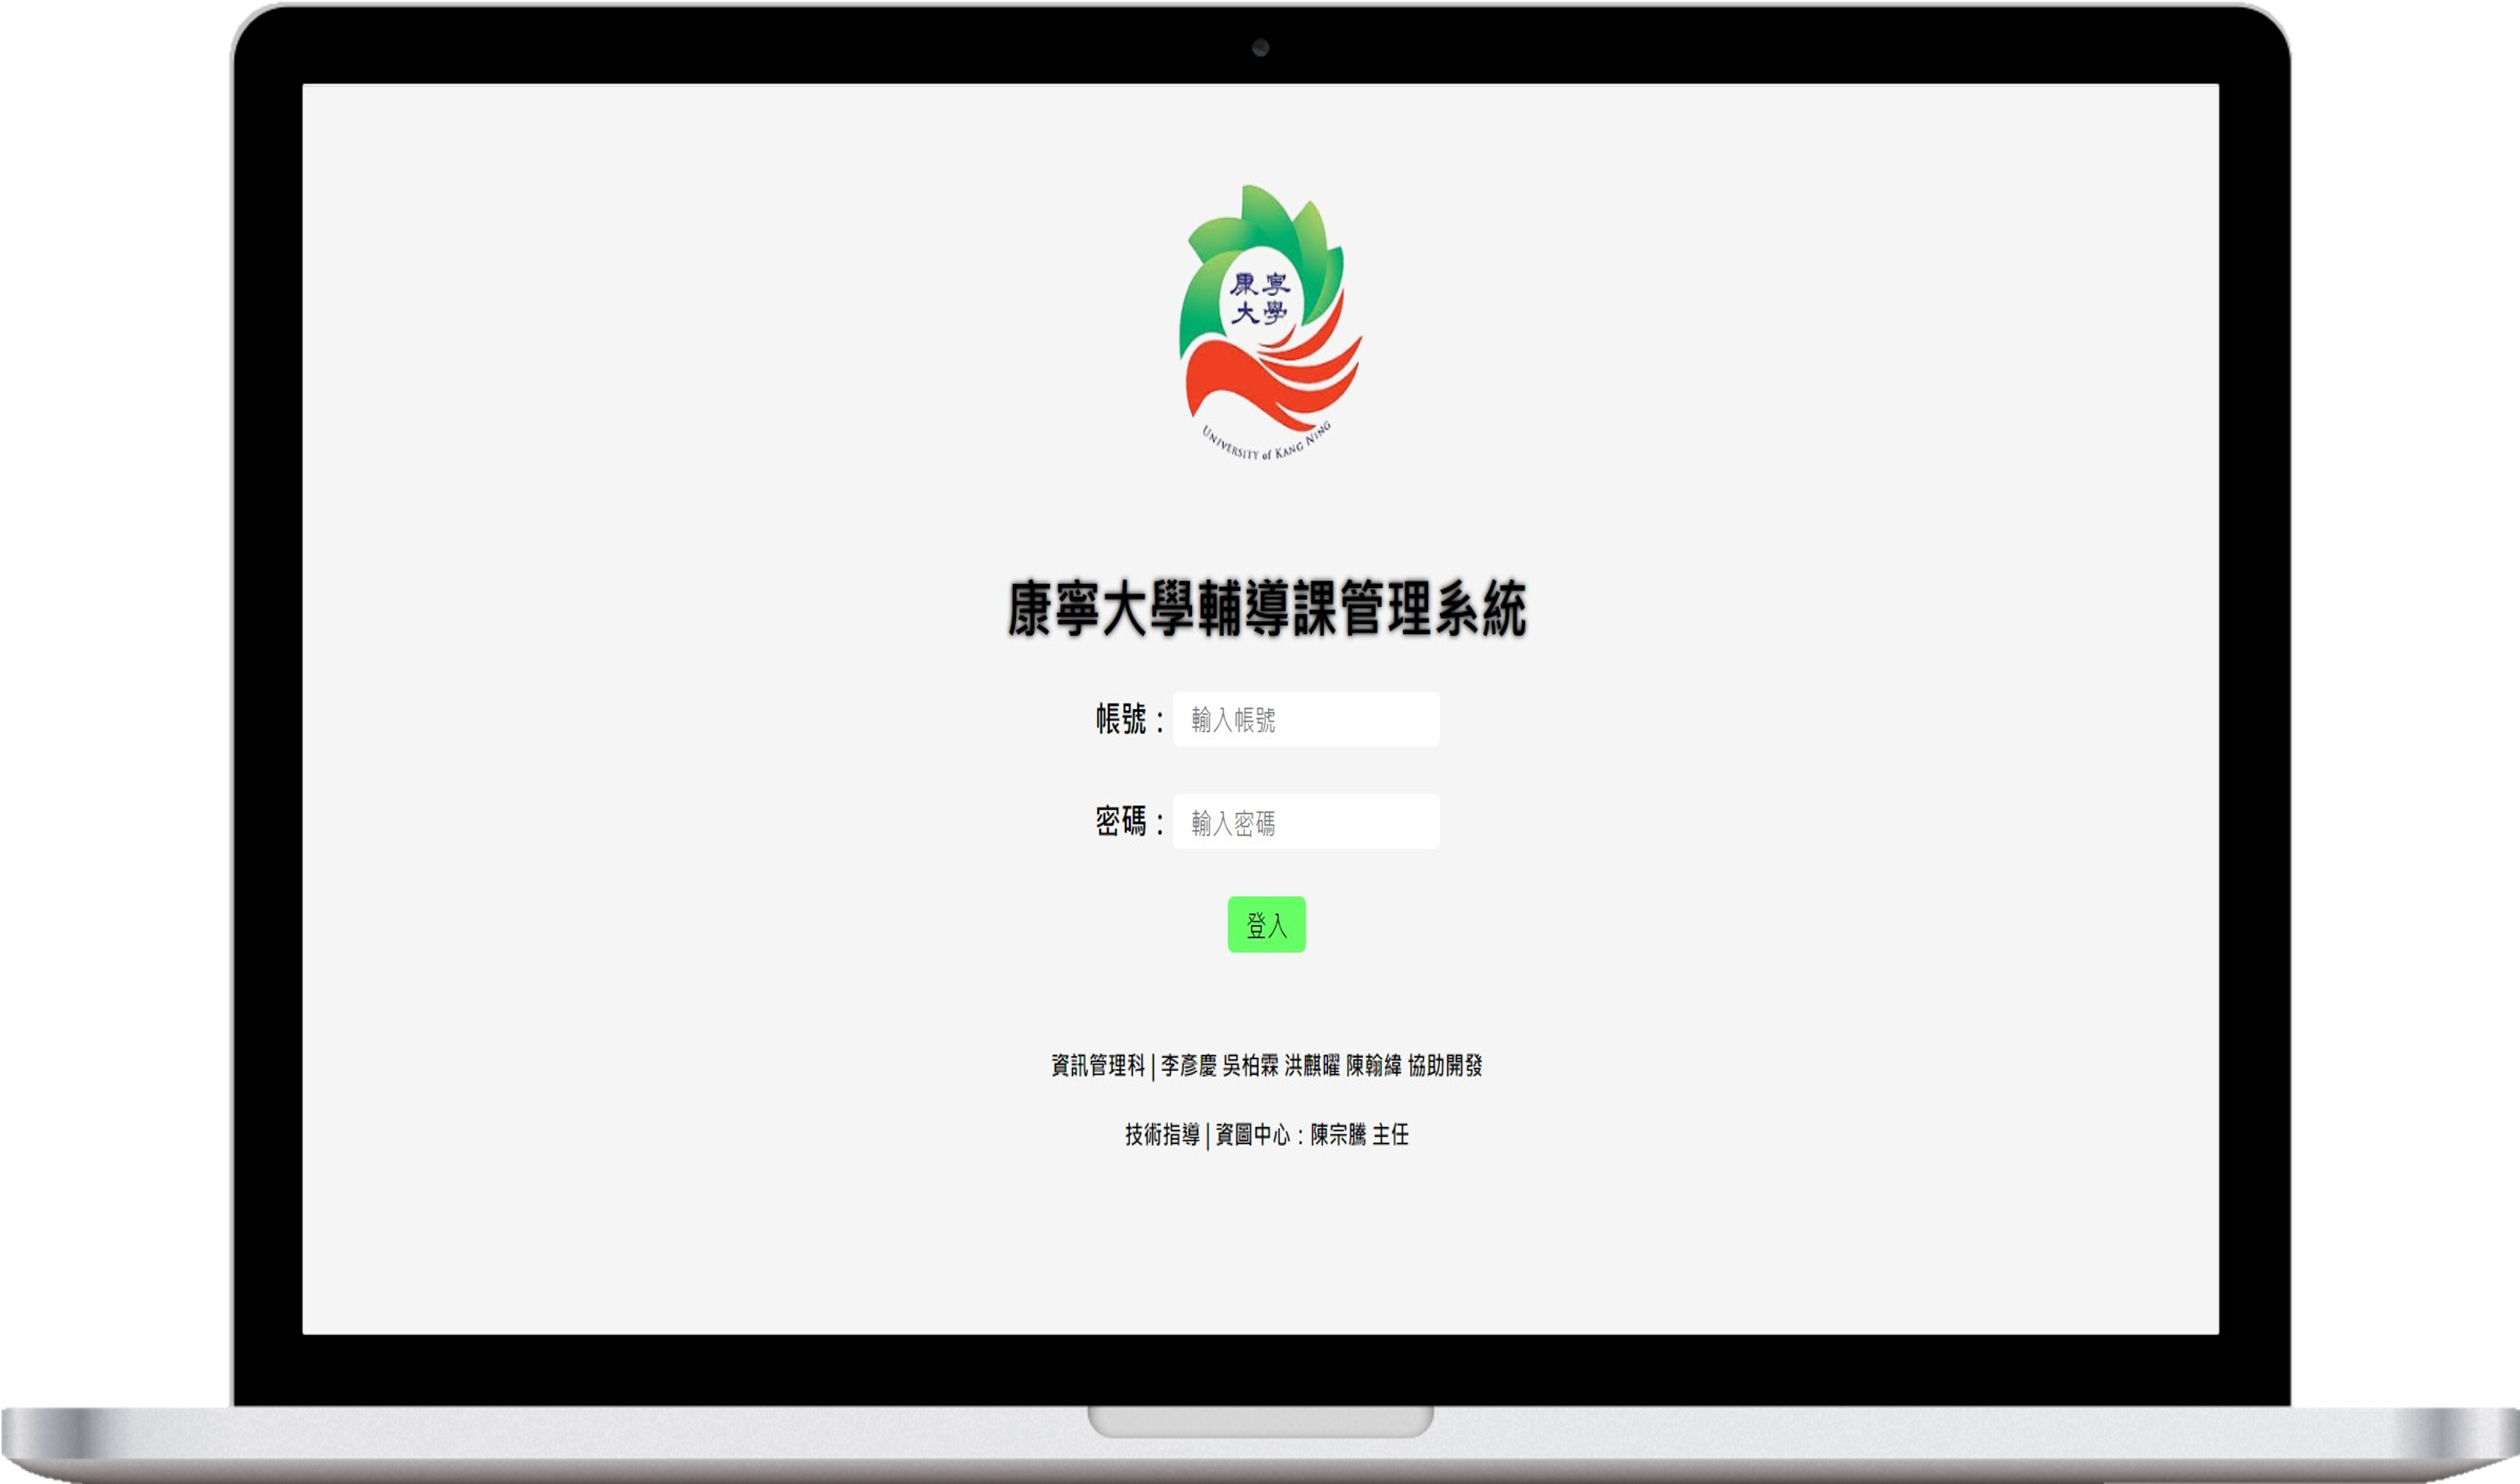 康寧
大學
UNIVERSITY of KANG NING
康寧大學輔導課管理系統
帳號：輸入帳號
密碼：輸入密碼
登入
資訊管理科 | 李彥慶 吳柏霖 洪麒曜 陳翰緯 協助開發
技術指導 | 資圖中心：陳宗騰 主任